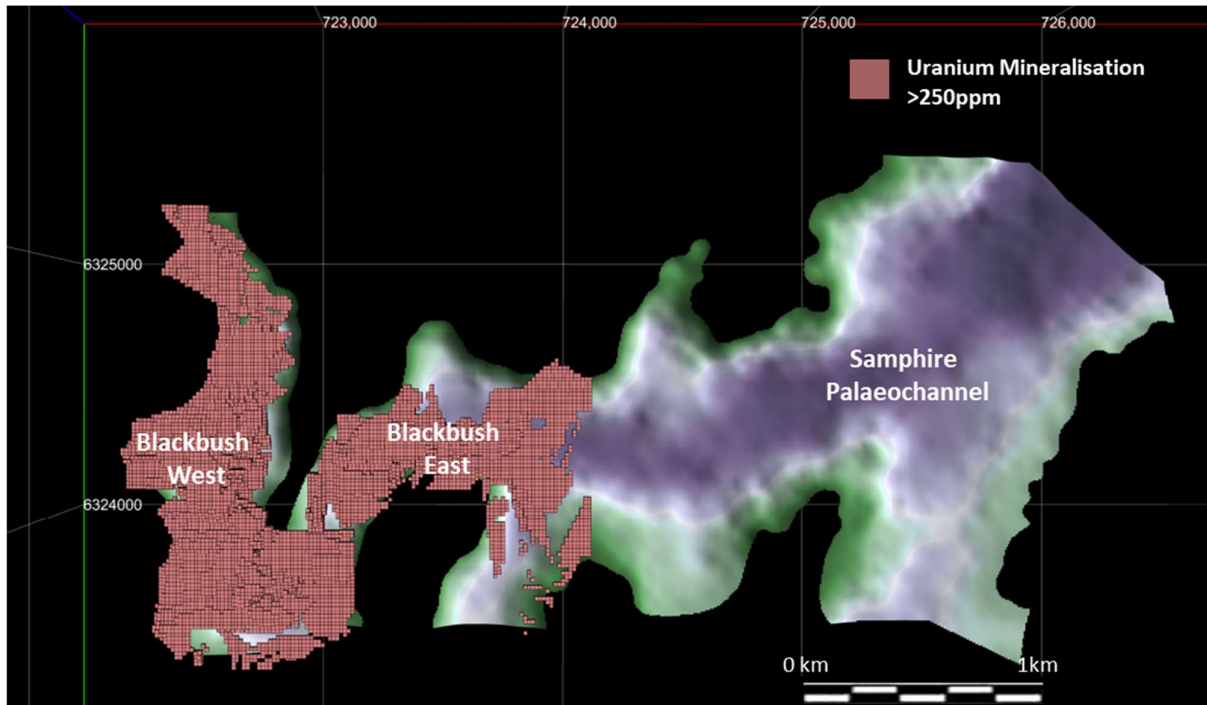 723,000
724,000
725,000
726,000
Uranium Mineralisation
>250ppm
6325000
Samphire
Palaeochannel
Blackbush
West
Blackbush
East
6324000
0 km
1km